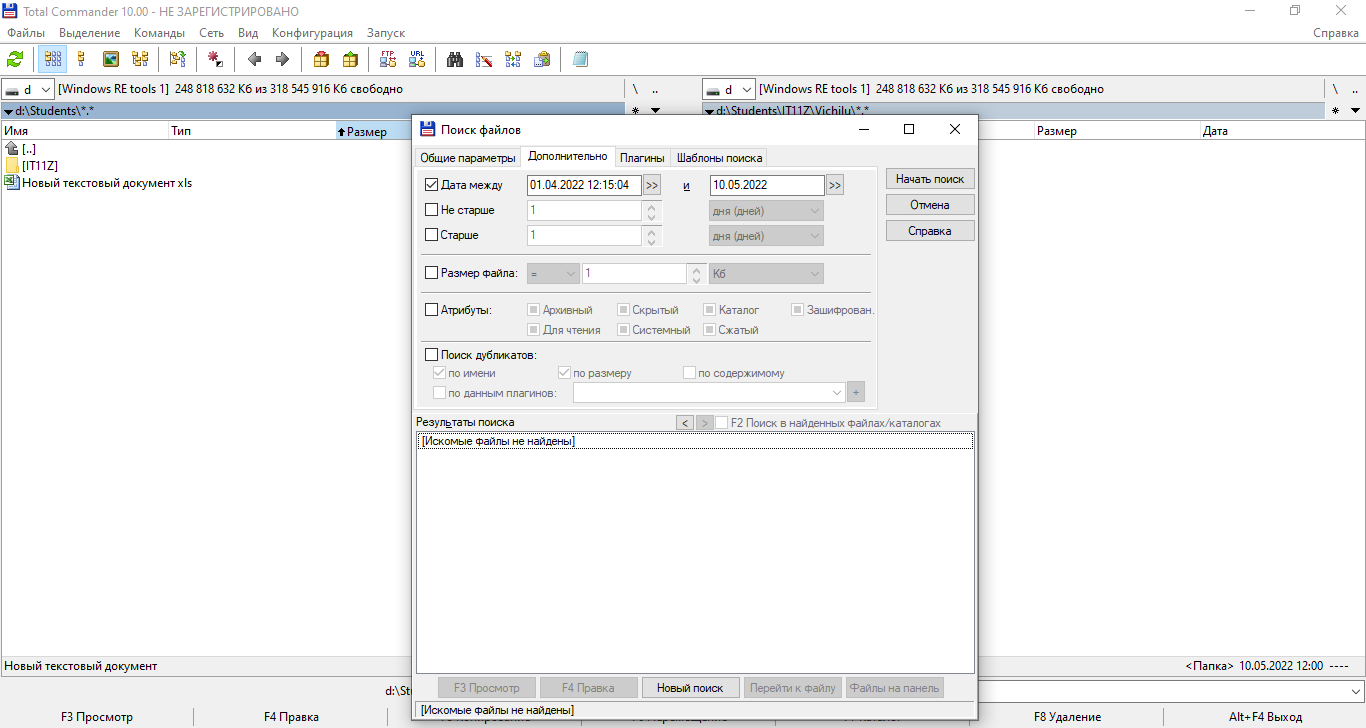 Total Commander 10.00 - НЕ ЗАРЕГИСТРИРОВАНО
Файлы Выделение Команды Сеть Вид Конфигурация Запуск Справка
FTP URL
d [Windows RE tools 1] 248 818 632 Кб из 318 545 916 Кб свободно \ ..
d [Windows RE tools 1] 248 818 632 Кб из 318 545 916 Кб свободно \ ..
d:\Students\*.* *
d:\Students\IT11Z\Vichilu\*.* *
Имя Тип Размер
Размер Дата
[..]
[IT11Z]
Новый текстовый документ xls
Поиск файлов
Общие параметры Дополнительно Плагины Шаблоны поиска
Дата между 01.04.2022 12:15:04 >> и 10.05.2022 >>
Начать поиск
Не старше 1 дня (дней)
Отмена
Старше 1 дня (дней)
Справка
Размер файла: = 1 Кб
Атрибуты: Архивный Скрытый Каталог Зашифрован.
Для чтения Системный Сжатый
Поиск дубликатов:
по имени по размеру по содержимому
по данным плагинов: +
Результаты поиска < > F2 Поиск в найденных файлах/каталогах
[Искомые файлы не найдены]
F3 Просмотр F4 Правка Новый поиск Перейти к файлу Файлы на панель
[Искомые файлы не найдены]
Новый текстовый документ
<Папка> 10.05.2022 12:00 ----
d:\St
F3 Просмотр F4 Правка F8 Удаление Alt+F4 Выход